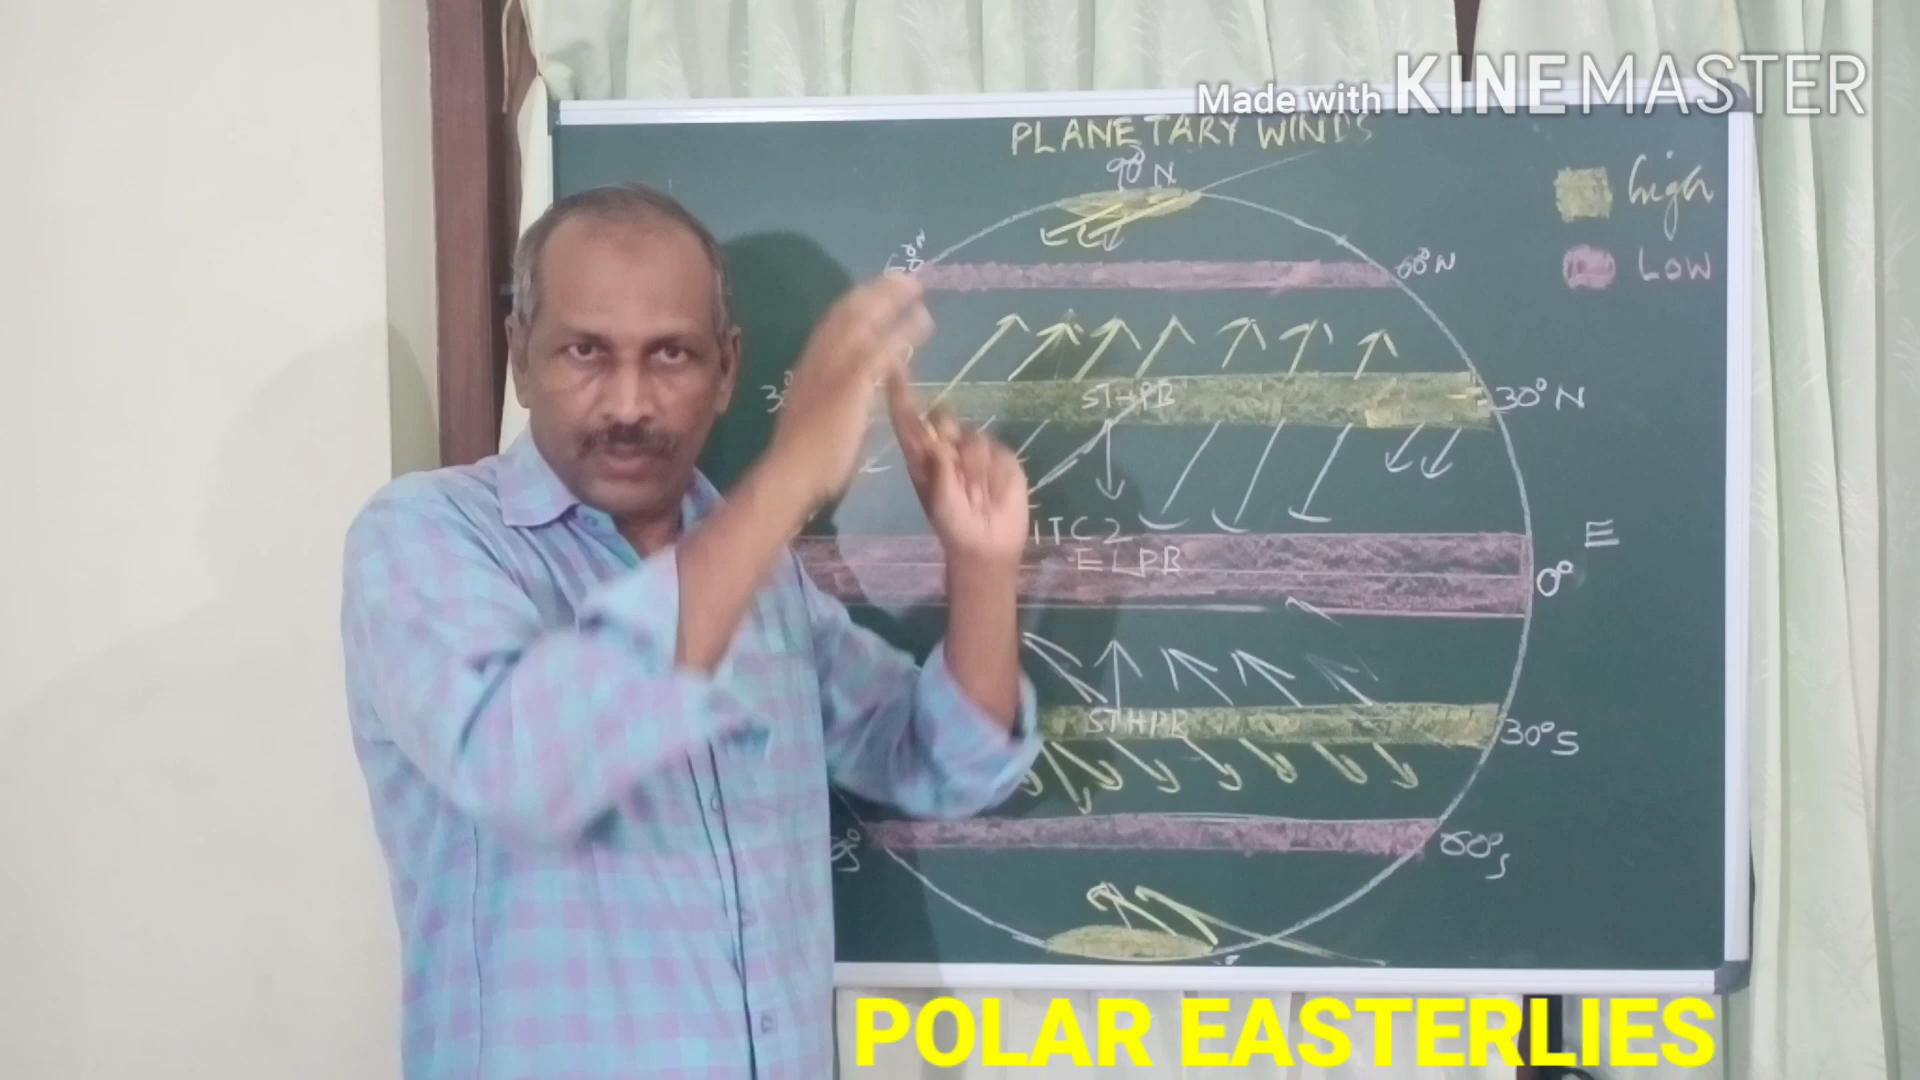 Made with KINEMASTER
PLANETARY WINDS
90° N
high
LOW
60° N
30° N
STHPB
ITCZ
ELPB
E
0°
STHPB
30° S
60° S
POLAR EASTERLIES